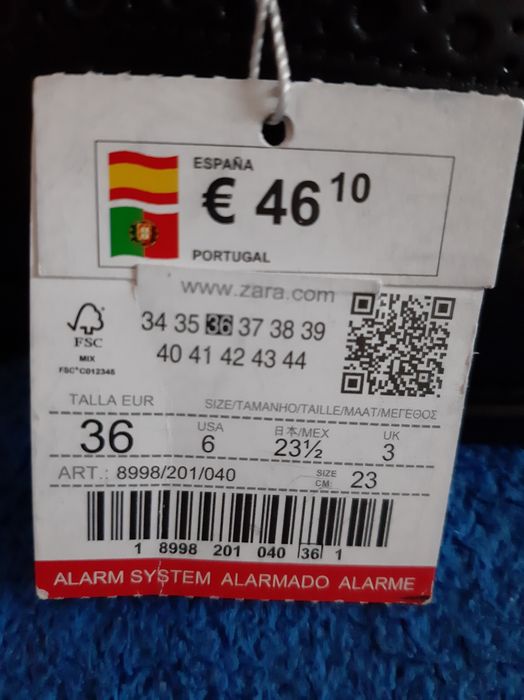 ESPAÑA
€ 46 10
PORTUGAL
www.zara.com
FSC
MIX
FSC®C012345
34 35 36 37 38 39
40 41 42 43 44
TALLA EUR
SIZE/TAMANHO/TAILLE/MAAT/ΜΕΓΕΘΟΣ
36
USA
6
日本/MEX
23½
UK
3
ART.: 8998/201/040
SIZE CM: 23
1 8998 201 040 36 1
ALARM SYSTEM ALARMADO ALARME